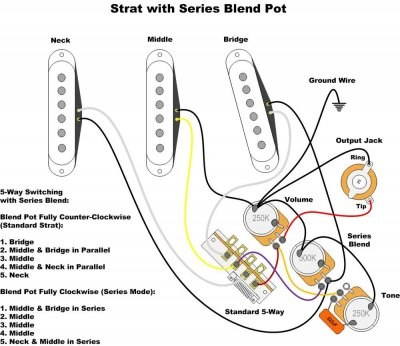 Strat with Series Blend Pot
Neck
Middle
Bridge
Ground Wire
Output Jack
Ring
Tip
Volume
250K
Series
Blend
500K
Tone
250K
Standard 5-Way
5-Way Switching
with Series Blend:
Blend Pot Fully Counter-Clockwise
(Standard Strat):
1. Bridge
2. Middle & Bridge in Parallel
3. Middle
4. Middle & Neck in Parallel
5. Neck
Blend Pot Fully Clockwise (Series Mode):
1. Middle & Bridge in Series
2. Middle
3. Middle
4. Middle
5. Neck & Middle in Series